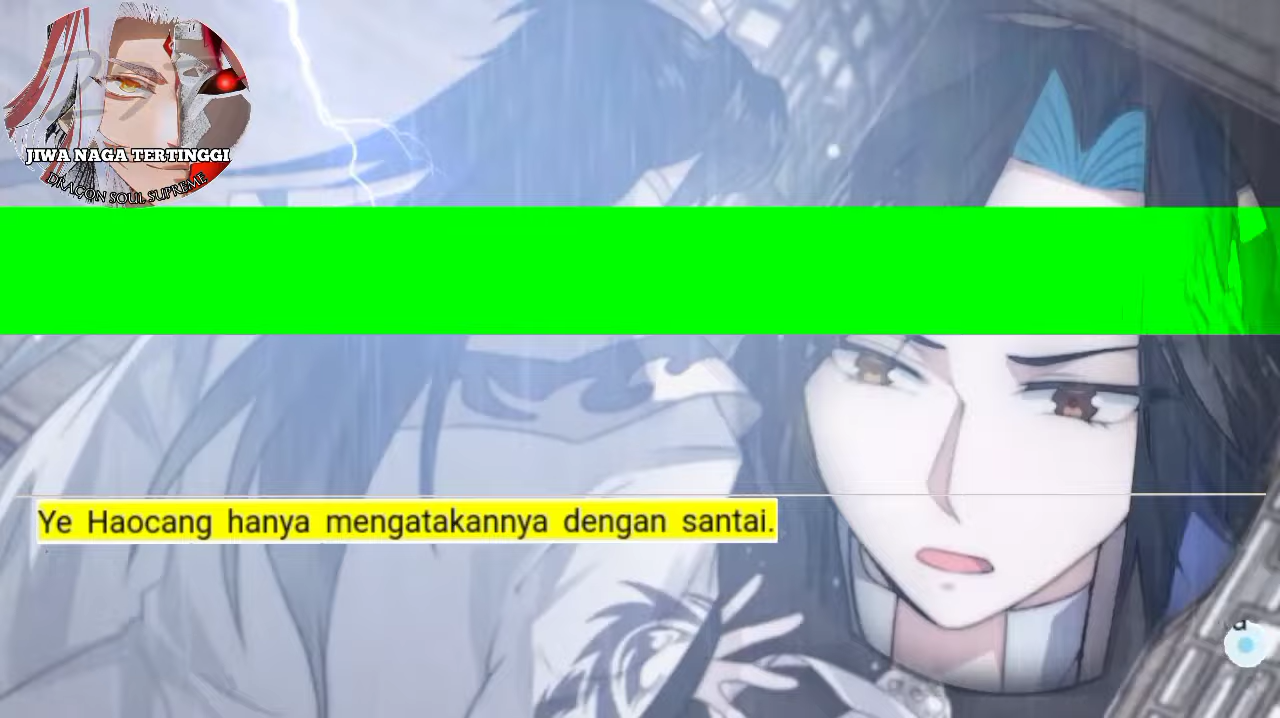 JIWA NAGA TERTINGGI
DRAGON SOUL SUPREME
Ye Haocang hanya mengatakannya dengan santai.